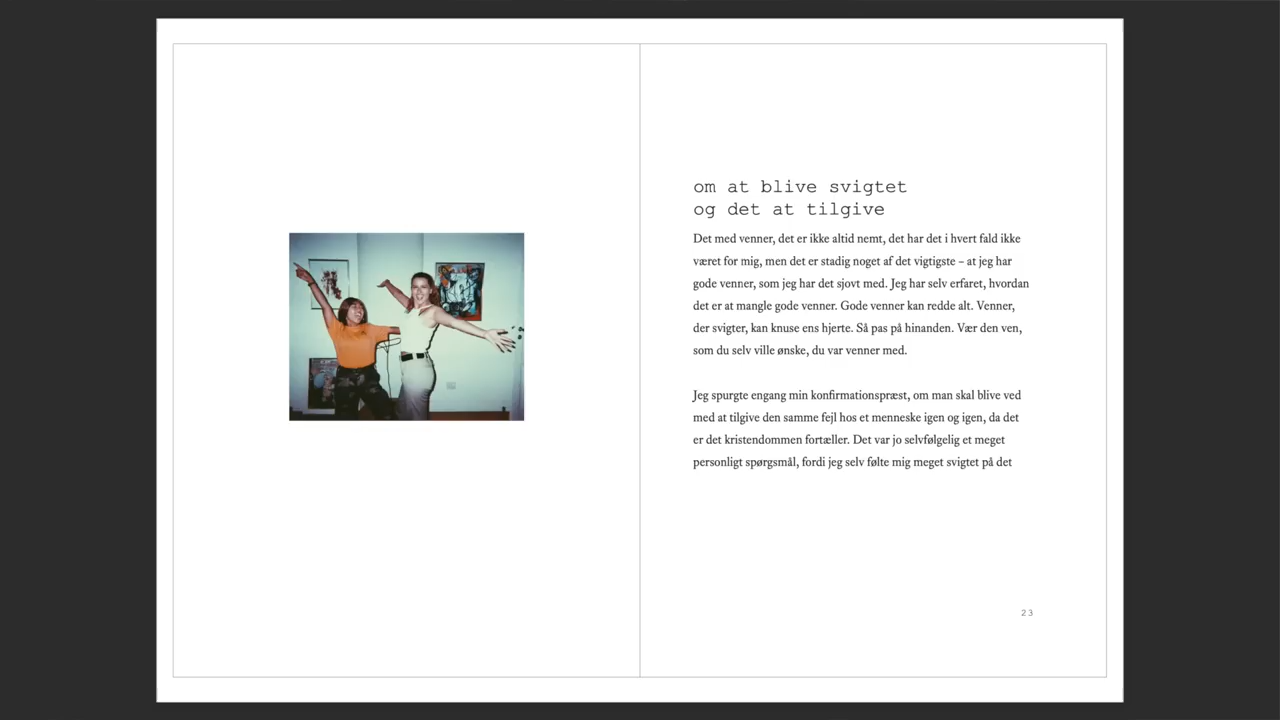 om at blive svigtet
og det at tilgive
Det med venner, det er ikke altid nemt, det har det i hvert fald ikke
været for mig, men det er stadig noget af det vigtigste – at jeg har
gode venner, som jeg har det sjovt med. Jeg har selv erfaret, hvordan
det er at mangle gode venner. Gode venner kan redde alt. Venner,
der svigter, kan knuse ens hjerte. Så pas på hinanden. Vær den ven,
som du selv ville ønske, du var venner med.
Jeg spurgte engang min konfirmationspræst, om man skal blive ved
med at tilgive den samme fejl hos et menneske igen og igen, da det
er det kristendommen fortæller. Det var jo selvfølgelig et meget
personligt spørgsmål, fordi jeg selv følte mig meget svigtet på det
23